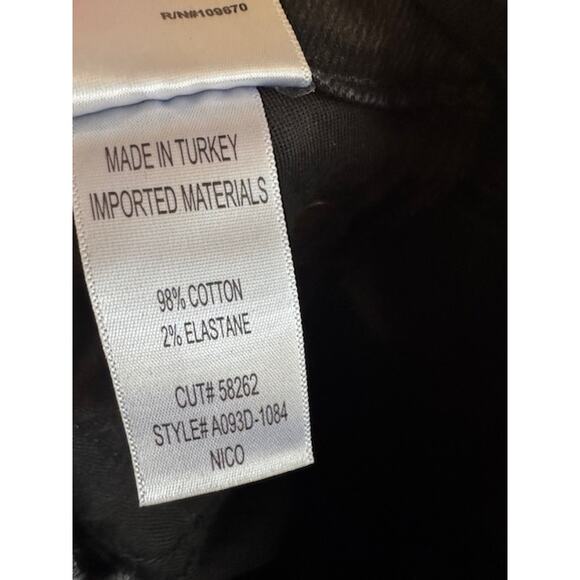 R/N#109670
MADE IN TURKEY
IMPORTED MATERIALS
98% COTTON
2% ELASTANE
CUT# 58262
STYLE# A093D-1084
NICO